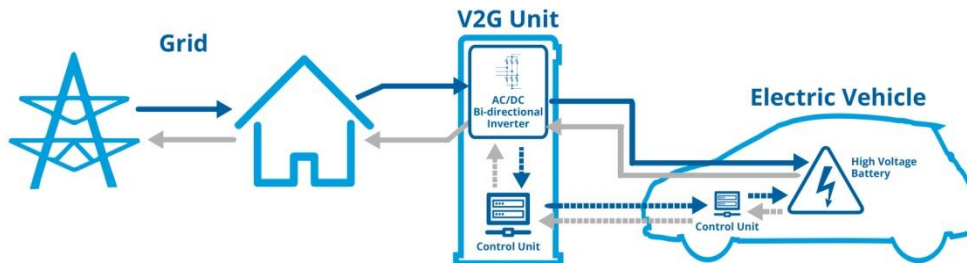 V2G Unit
Grid
AC/DC
Bi-directional
Inverter
Electric Vehicle
High Voltage
Battery
Control Unit
Control Unit